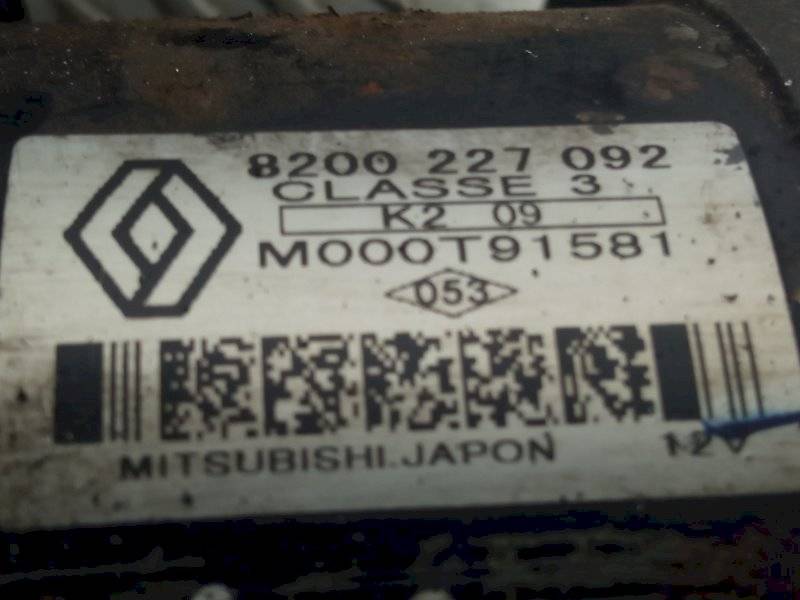 8200 227 092
CLASSE 3
K2 09
M000T91581
053
MITSUBISHI.JAPON 12V